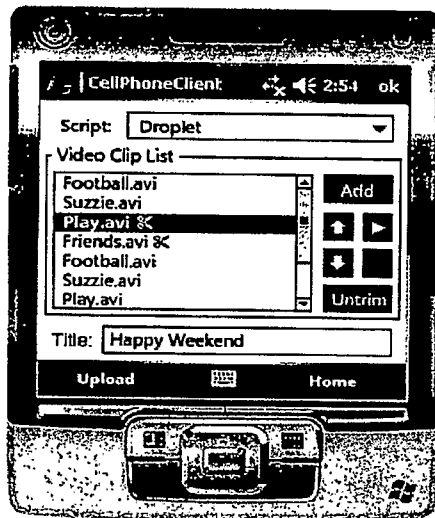 CellPhoneClient 2:54 ok
Script: Droplet
Video Clip List
Football.avi
Suzzie.avi
Play.avi
Friends.avi
Football.avi
Suzzie.avi
Play.avi
Add
Untrim
Title: Happy Weekend
Upload Home